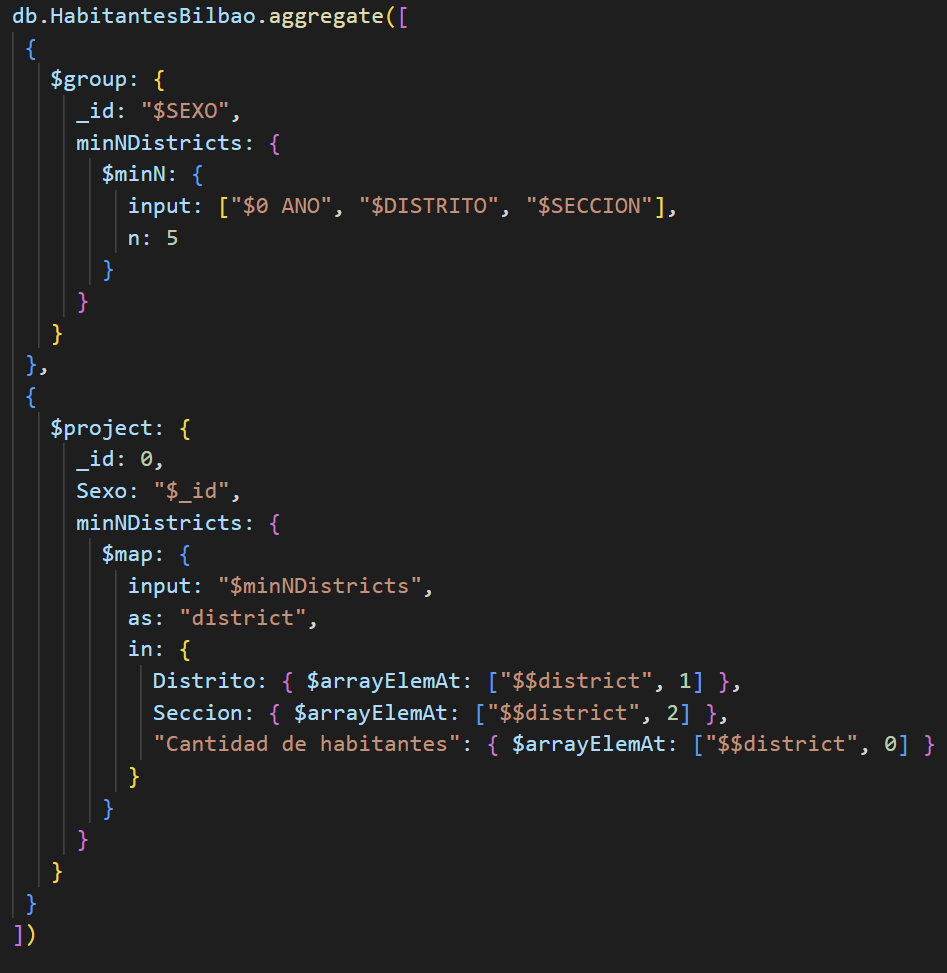 db.HabitantesBilbao.aggregate([
  {
    $group: {
      _id: "$SEXO",
      minNDistricts: {
        $minN: {
          input: ["$0 ANO", "$DISTRITO", "$SECCION"],
          n: 5
        }
      }
    }
  },
  {
    $project: {
      _id: 0,
      Sexo: "$_id",
      minNDistricts: {
        $map: {
          input: "$minNDistricts",
          as: "district",
          in: {
            Distrito: { $arrayElemAt: ["$$district", 1] },
            Seccion: { $arrayElemAt: ["$$district", 2] },
            "Cantidad de habitantes": { $arrayElemAt: ["$$district", 0] }
          }
        }
      }
    }
  }
])